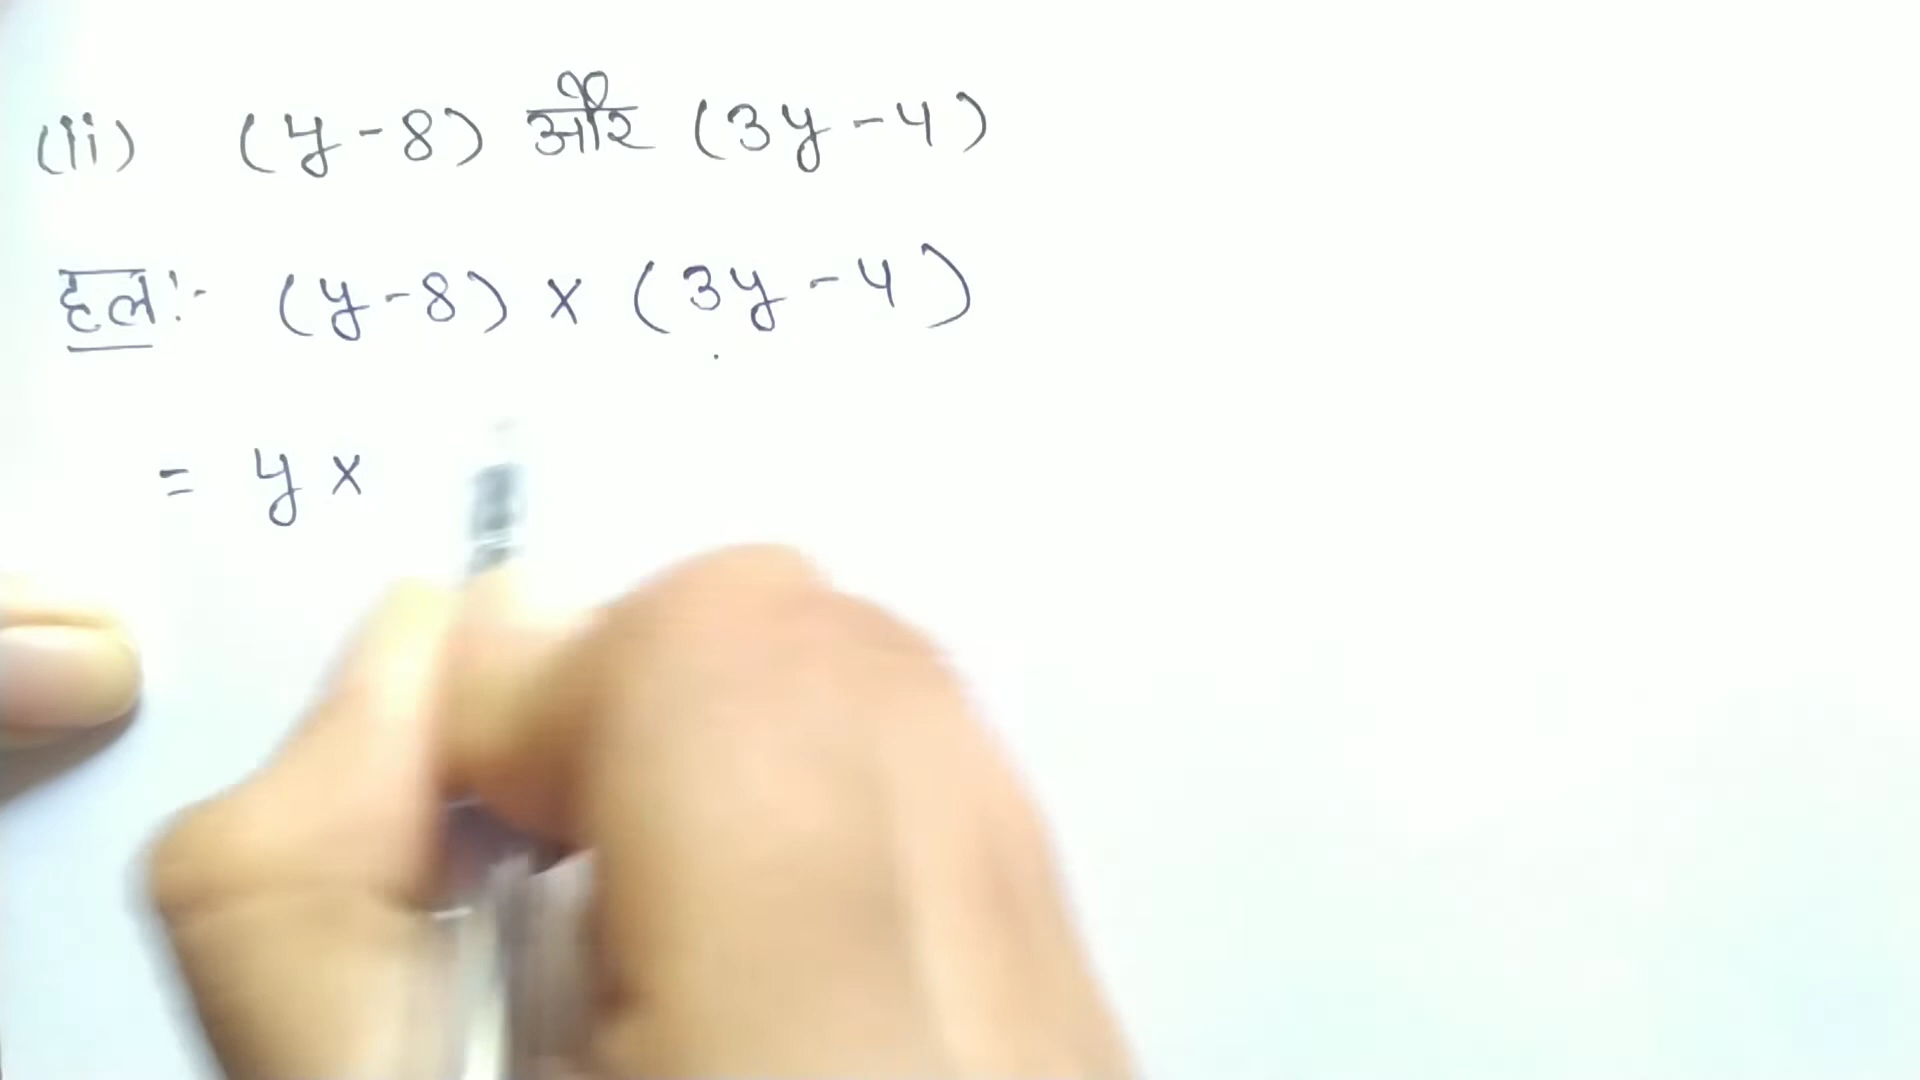 (ii) (y-8) और (3y-4)
हल:- (y-8) x (3y-4)
= y x